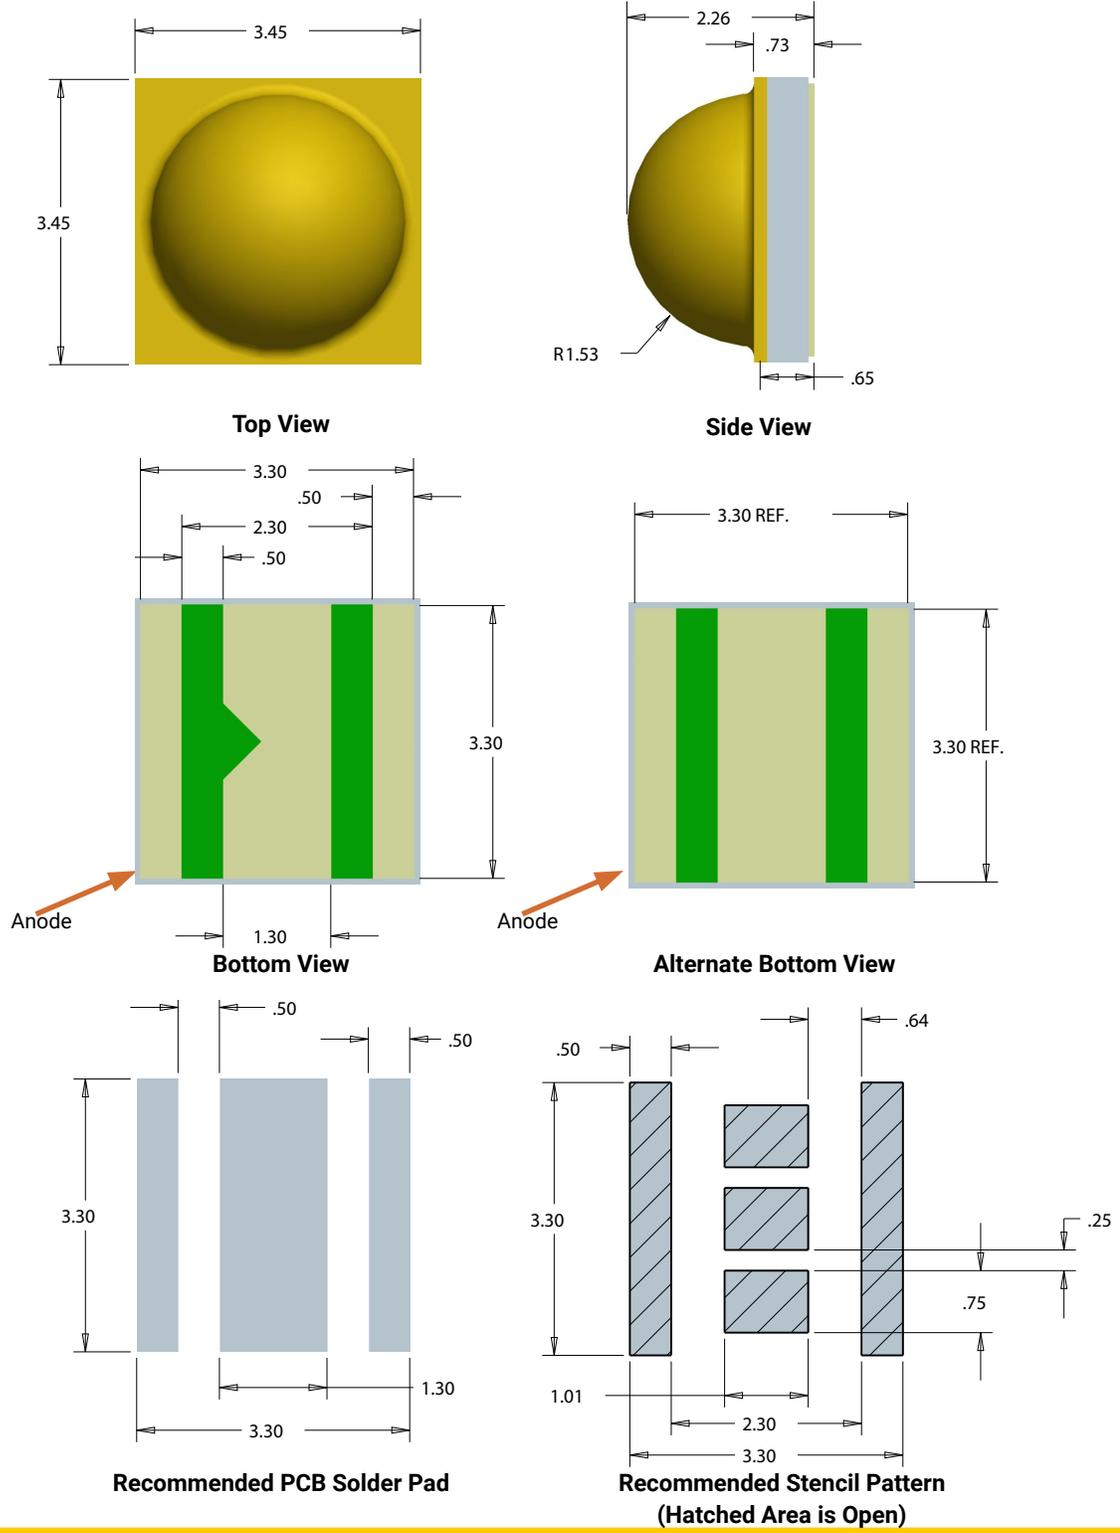 3.45
2.26
.73
3.45
R1.53
.65
Top View
Side View
3.30
.50
2.30
.50
3.30 REF.
3.30
3.30 REF.
Anode
Anode
1.30
Bottom View
Alternate Bottom View
.50
.50
.64
.50
3.30
3.30
.25
.75
1.30
1.01
3.30
2.30
3.30
Recommended PCB Solder Pad
Recommended Stencil Pattern
(Hatched Area is Open)